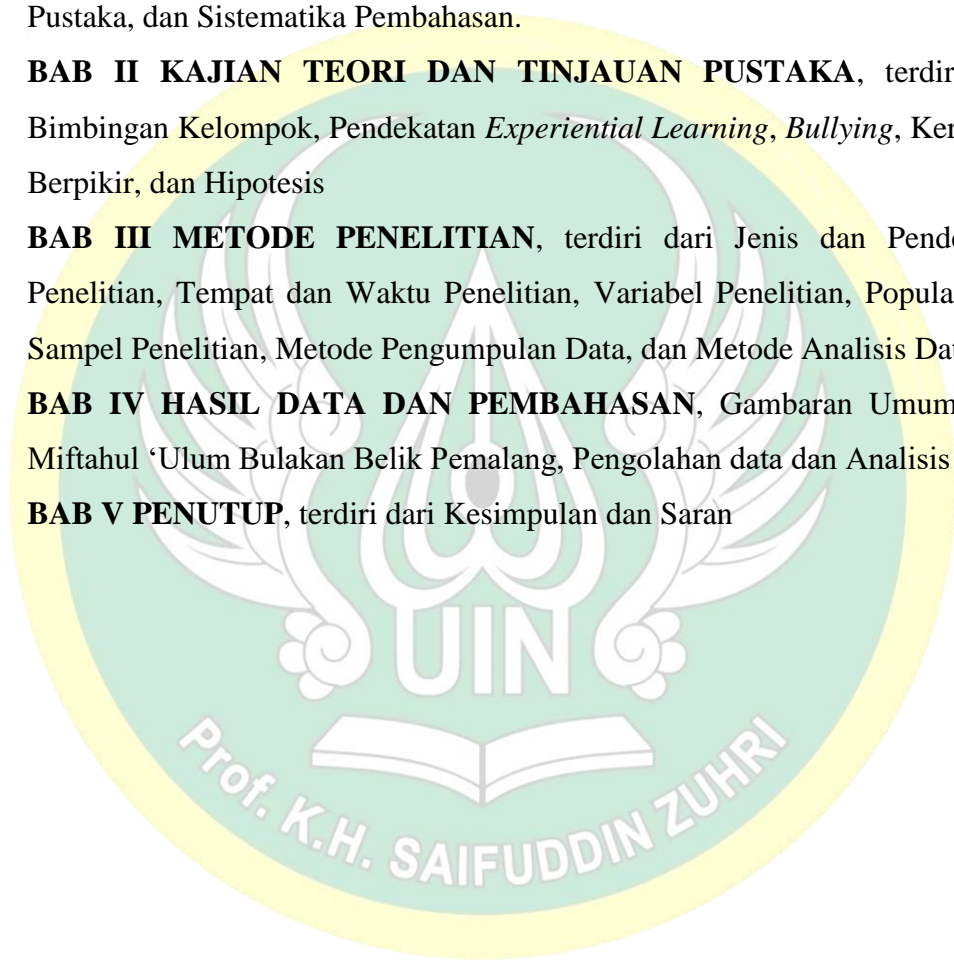 Pustaka, dan Sistematika Pembahasan.
BAB II KAJIAN TEORI DAN TINJAUAN PUSTAKA, terdir
Bimbingan Kelompok, Pendekatan Experiential Learning, Bullying, Ker
Berpikir, dan Hipotesis
BAB III METODE PENELITIAN, terdiri dari Jenis dan Pende
Penelitian, Tempat dan Waktu Penelitian, Variabel Penelitian, Popula
Sampel Penelitian, Metode Pengumpulan Data, dan Metode Analisis Dat
BAB IV HASIL DATA DAN PEMBAHASAN, Gambaran Umum
Miftahul ‘Ulum Bulakan Belik Pemalang, Pengolahan data dan Analisis
BAB V PENUTUP, terdiri dari Kesimpulan dan Saran
UIN
Prof. K.H. SAIFUDDIN ZUHRI